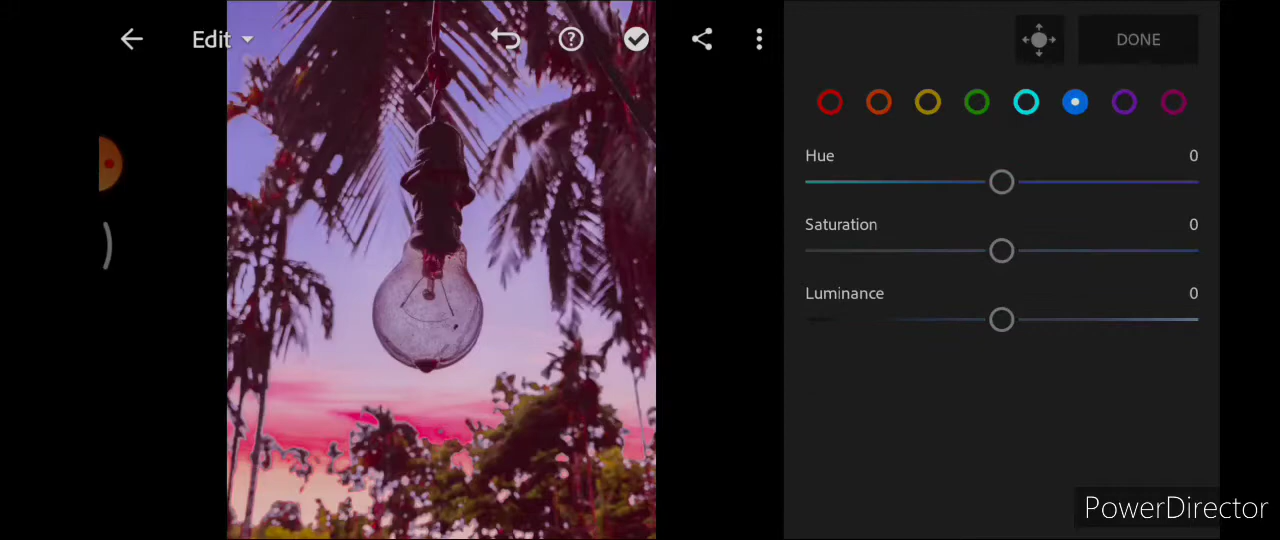 Edit
DONE
Hue 0
Saturation 0
Luminance 0
PowerDirector